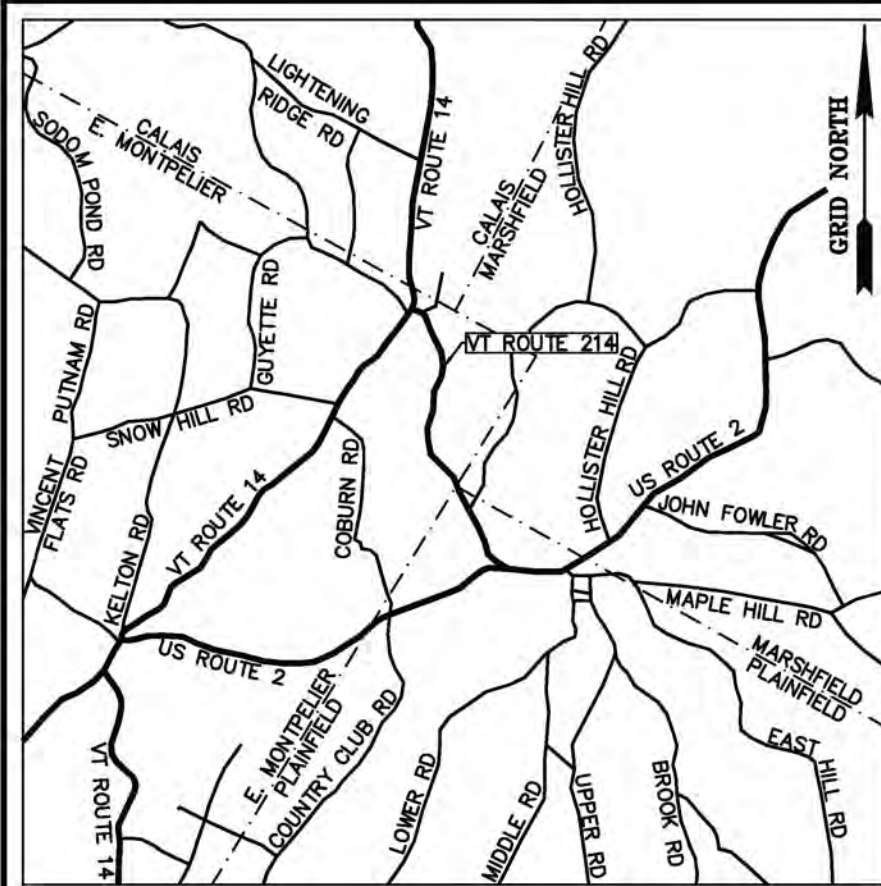 LIGHTENING
RIDGE RD
VT ROUTE 14
HOLLISTER HILL RD
GRID NORTH
SODOM POND RD
E. MONTPELIER
CALAIS
CALAIS
MARSHFIELD
GUYETTE RD
VINCENT PUTNAM RD
FLATS RD
SNOW HILL RD
VT ROUTE 214
HOLLISTER HILL RD
US ROUTE 2
JOHN FOWLER RD
VT ROUTE 14
COBURN RD
KELTON RD
MAPLE HILL RD
US ROUTE 2
MARSHFIELD
PLAINFIELD
E. MONTPELIER
PLAINFIELD
COUNTRY CLUB RD
EAST HILL RD
VT ROUTE 14
LOWER RD
MIDDLE RD
UPPER RD
BROOK RD